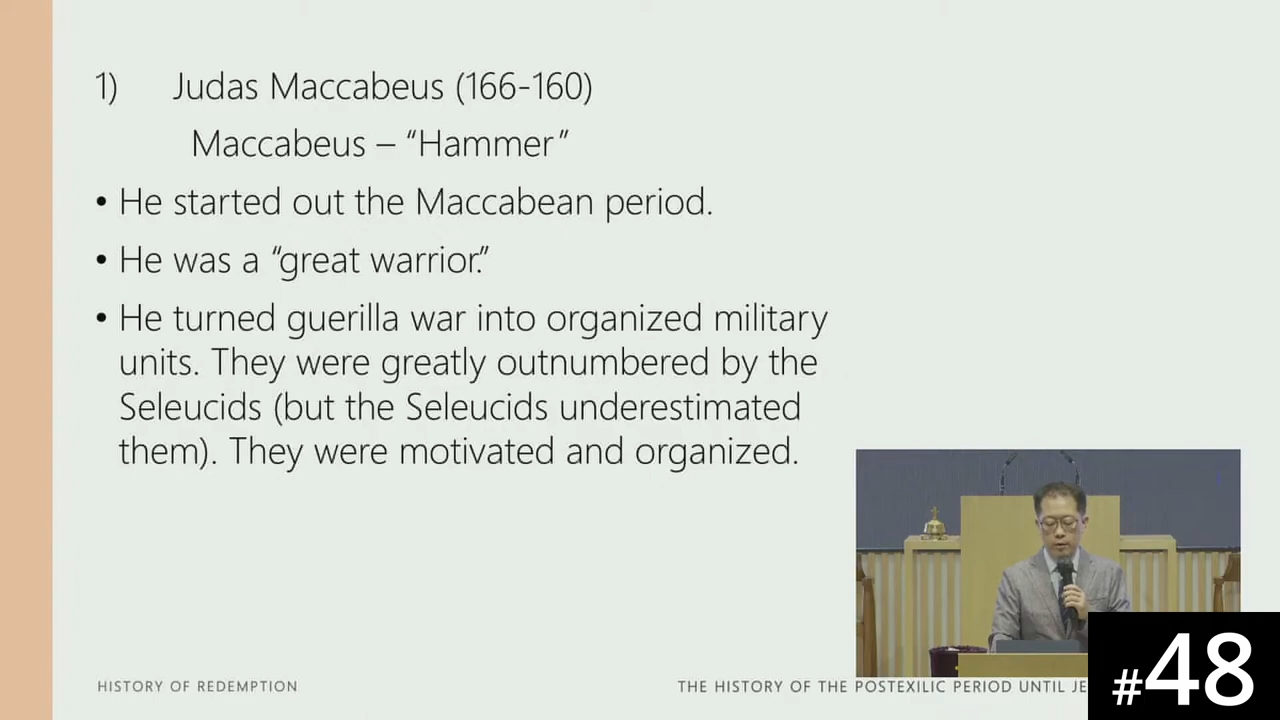 1) Judas Maccabeus (166-160)
Maccabeus – “Hammer”
• He started out the Maccabean period.
• He was a “great warrior.”
• He turned guerilla war into organized military
units. They were greatly outnumbered by the
Seleucids (but the Seleucids underestimated
them). They were motivated and organized.
HISTORY OF REDEMPTION
THE HISTORY OF THE POSTEXILIC PERIOD UNTIL JE
#48